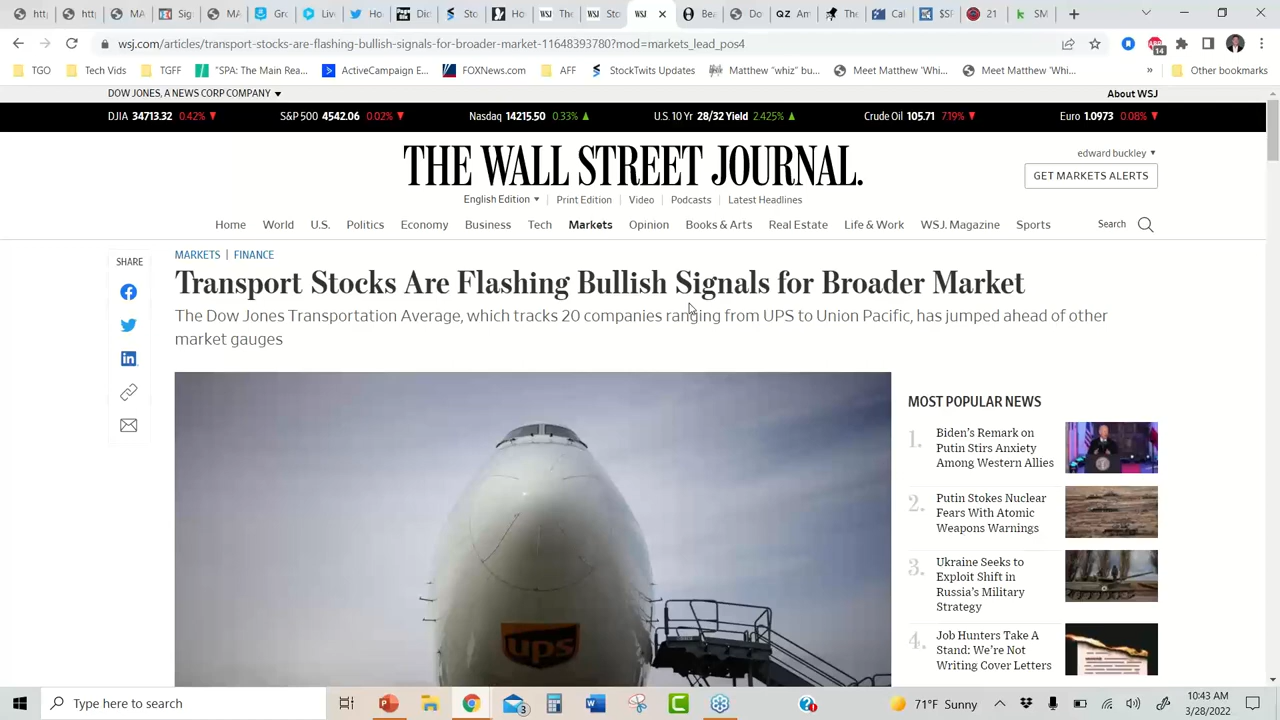 wsj.com/articles/transport-stocks-are-flashing-bullish-signals-for-broader-market-11648393780?mod=markets_lead_pos4
14
TGO Tech Vids TGFF "SPA: The Main Rea... ActiveCampaign E... FOXNews.com AFF StockTwits Updates Matthew "whiz" bu... Meet Matthew 'Whi... Meet Matthew 'Whi... » Other bookmarks
DOW JONES, A NEWS CORP COMPANY About WSJ
DJIA 34713.32 0.42% S&P 500 4542.06 0.02% Nasdaq 14215.50 0.33% U.S. 10 Yr 28/32 Yield 2.425% Crude Oil 105.71 7.19% Euro 1.0973 0.08%
THE WALL STREET JOURNAL.
edward buckley
GET MARKETS ALERTS
English Edition Print Edition Video Podcasts Latest Headlines
Home World U.S. Politics Economy Business Tech Markets Opinion Books & Arts Real Estate Life & Work WSJ. Magazine Sports Search
SHARE
MARKETS | FINANCE
Transport Stocks Are Flashing Bullish Signals for Broader Market
The Dow Jones Transportation Average, which tracks 20 companies ranging from UPS to Union Pacific, has jumped ahead of other
market gauges
ups
MOST POPULAR NEWS
1. Biden's Remark on
Putin Stirs Anxiety
Among Western Allies
2. Putin Stokes Nuclear
Fears With Atomic
Weapons Warnings
3. Ukraine Seeks to
Exploit Shift in
Russia's Military
Strategy
4. Job Hunters Take A
Stand: We're Not
Writing Cover Letters
Type here to search
3
71°F Sunny
10:43 AM
3/28/2022